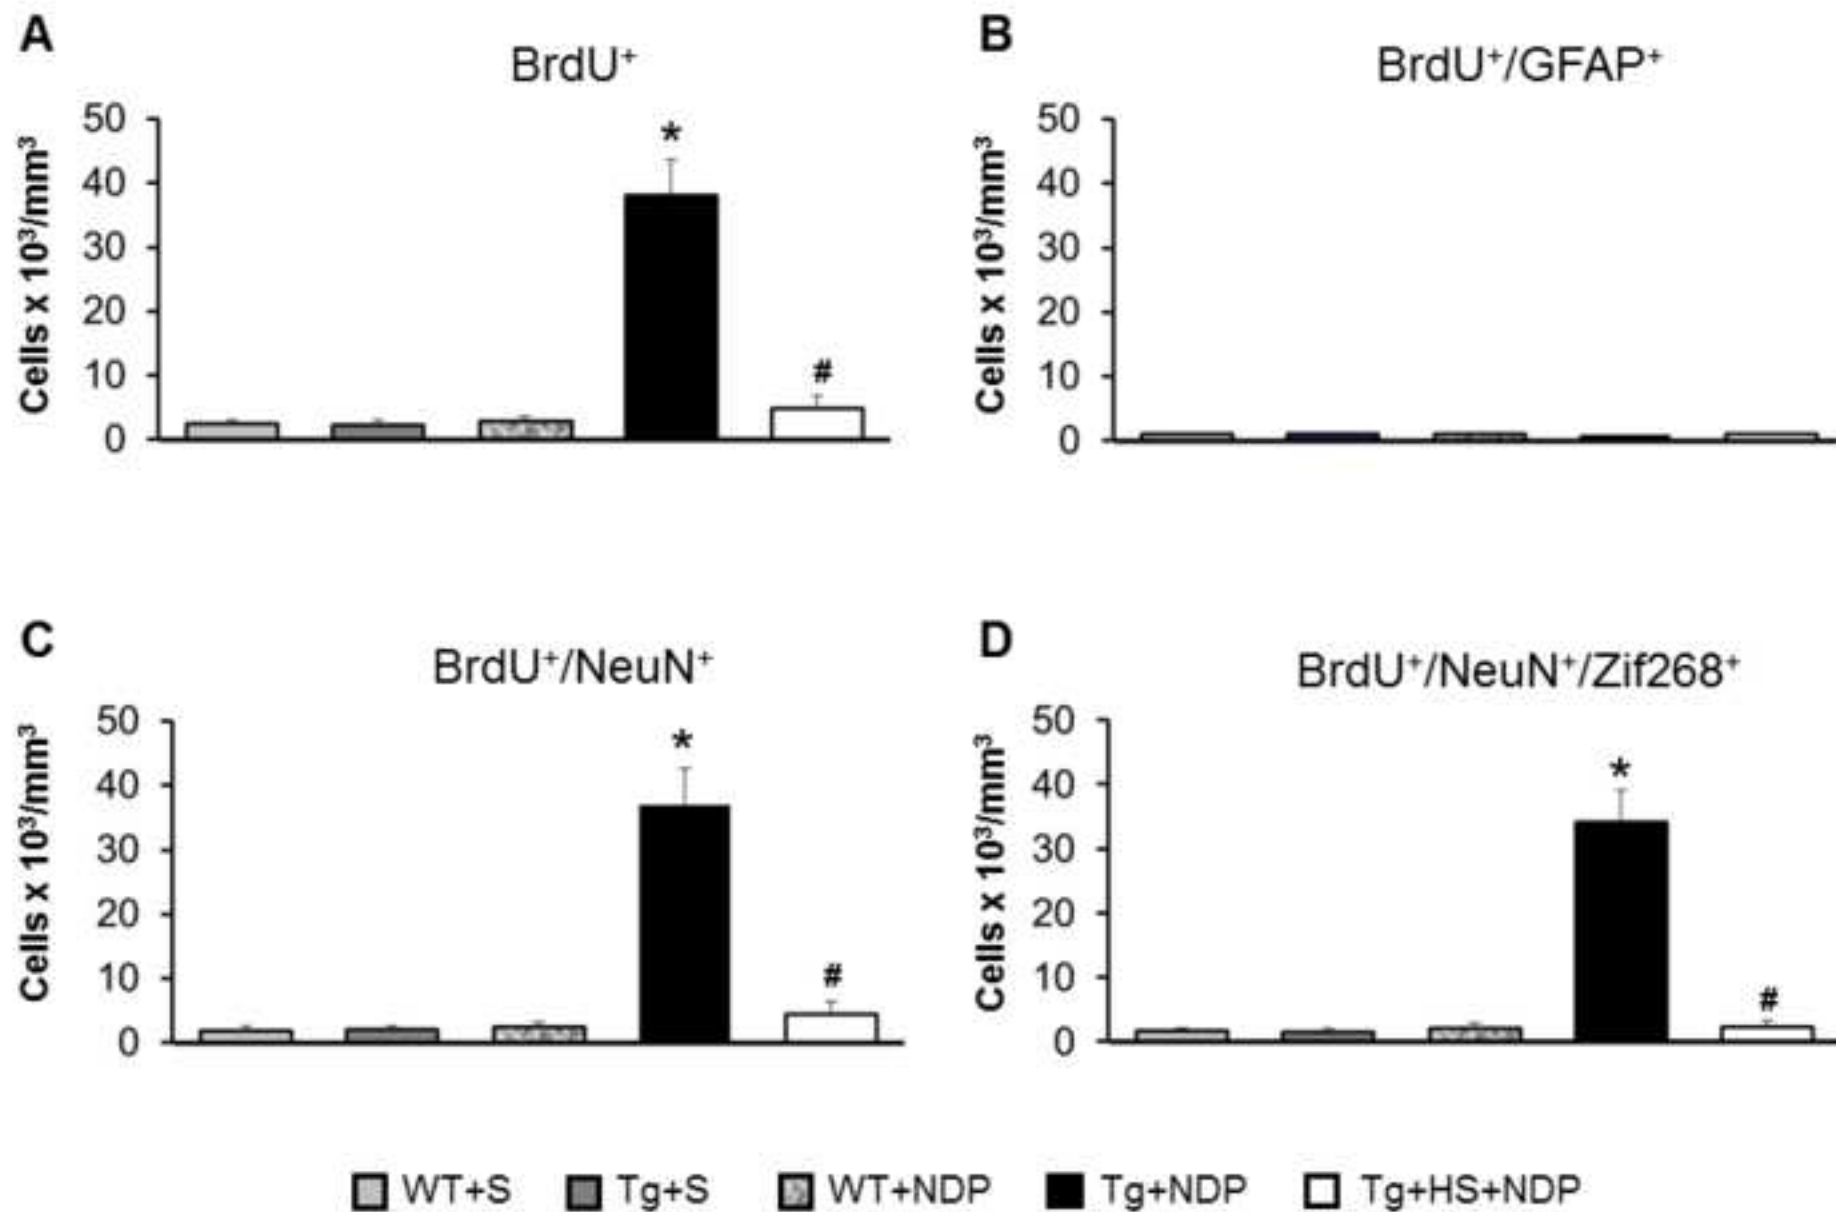 A
BrdU⁺
Cells x 10³/mm³
50
40
30
20
10
0
*
#
B
BrdU⁺/GFAP⁺
Cells x 10³/mm³
50
40
30
20
10
0
C
BrdU⁺/NeuN⁺
Cells x 10³/mm³
50
40
30
20
10
0
*
#
D
BrdU⁺/NeuN⁺/Zif268⁺
Cells x 10³/mm³
50
40
30
20
10
0
*
#
WT+S Tg+S WT+NDP Tg+NDP Tg+HS+NDP